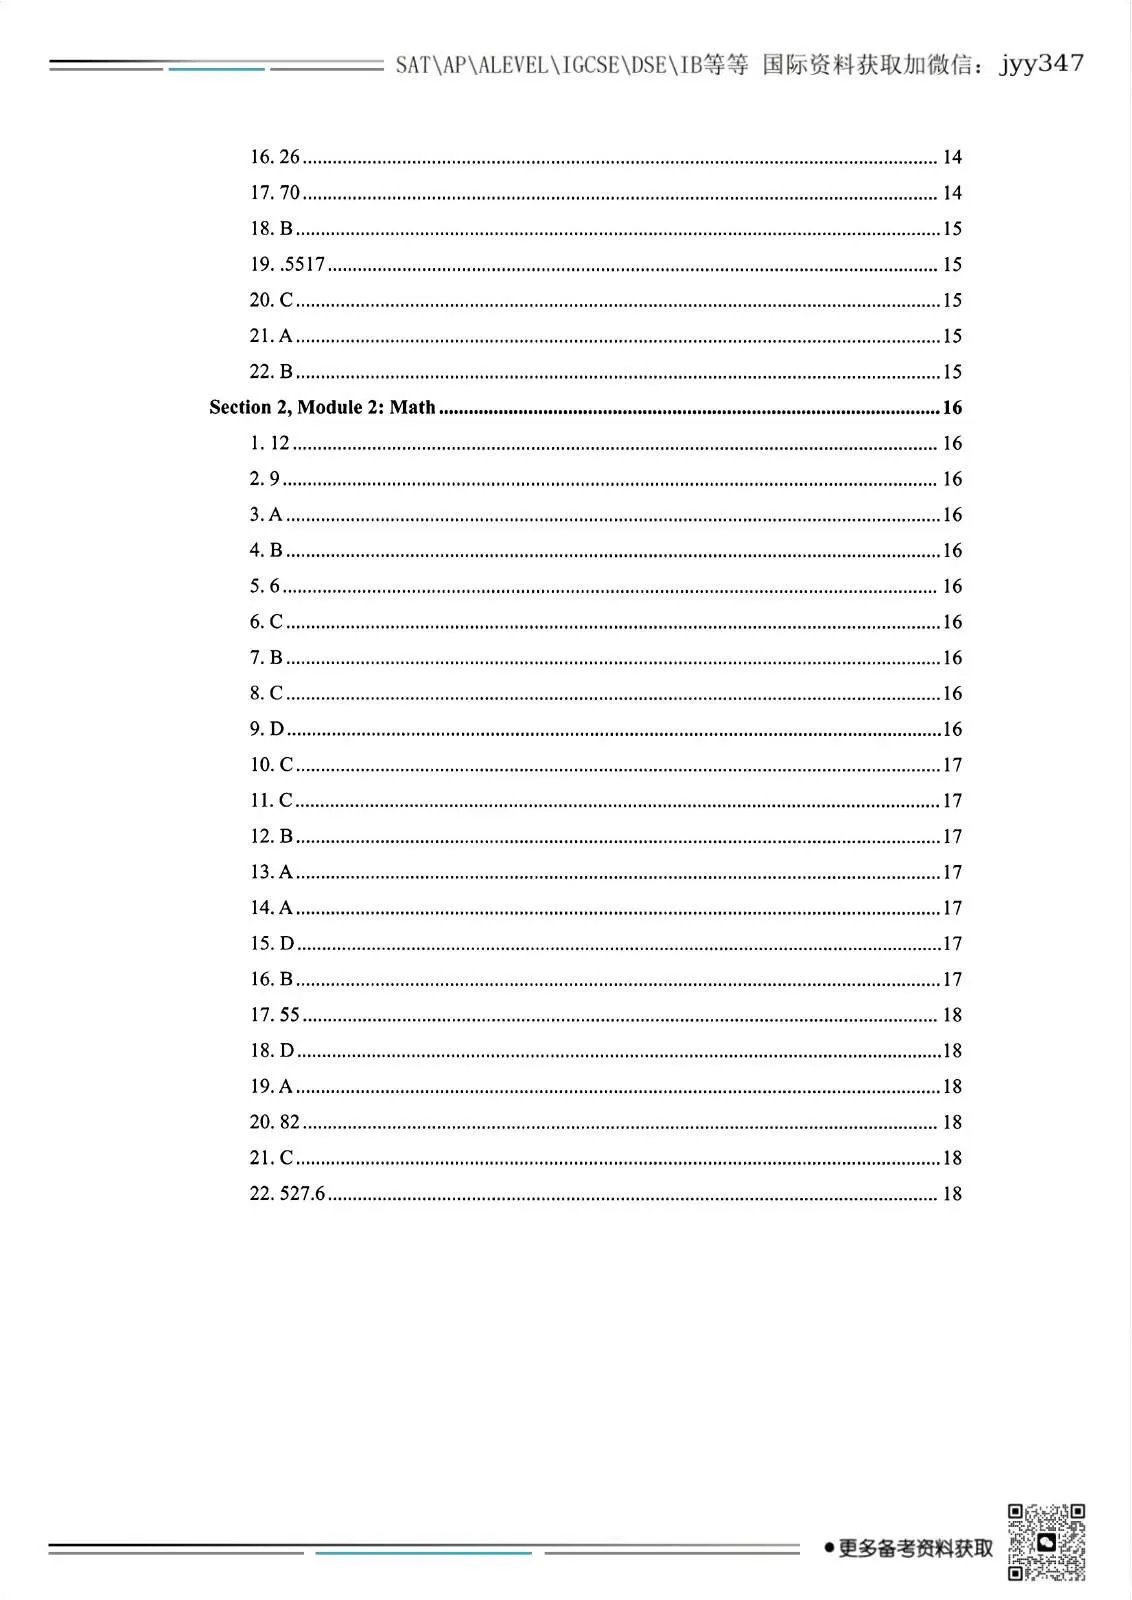 SAT\AP\ALEVEL\IGCSE\DSE\IB等等 国际资料获取加微信: jyy347
16. 26 14
17. 70 14
18. B 15
19. .5517 15
20. C 15
21. A 15
22. B 15
Section 2, Module 2: Math 16
1. 12 16
2. 9 16
3. A 16
4. B 16
5. 6 16
6. C 16
7. B 16
8. C 16
9. D 16
10. C 17
11. C 17
12. B 17
13. A 17
14. A 17
15. D 17
16. B 17
17. 55 18
18. D 18
19. A 18
20. 82 18
21. C 18
22. 527.6 18
●更多备考资料获取